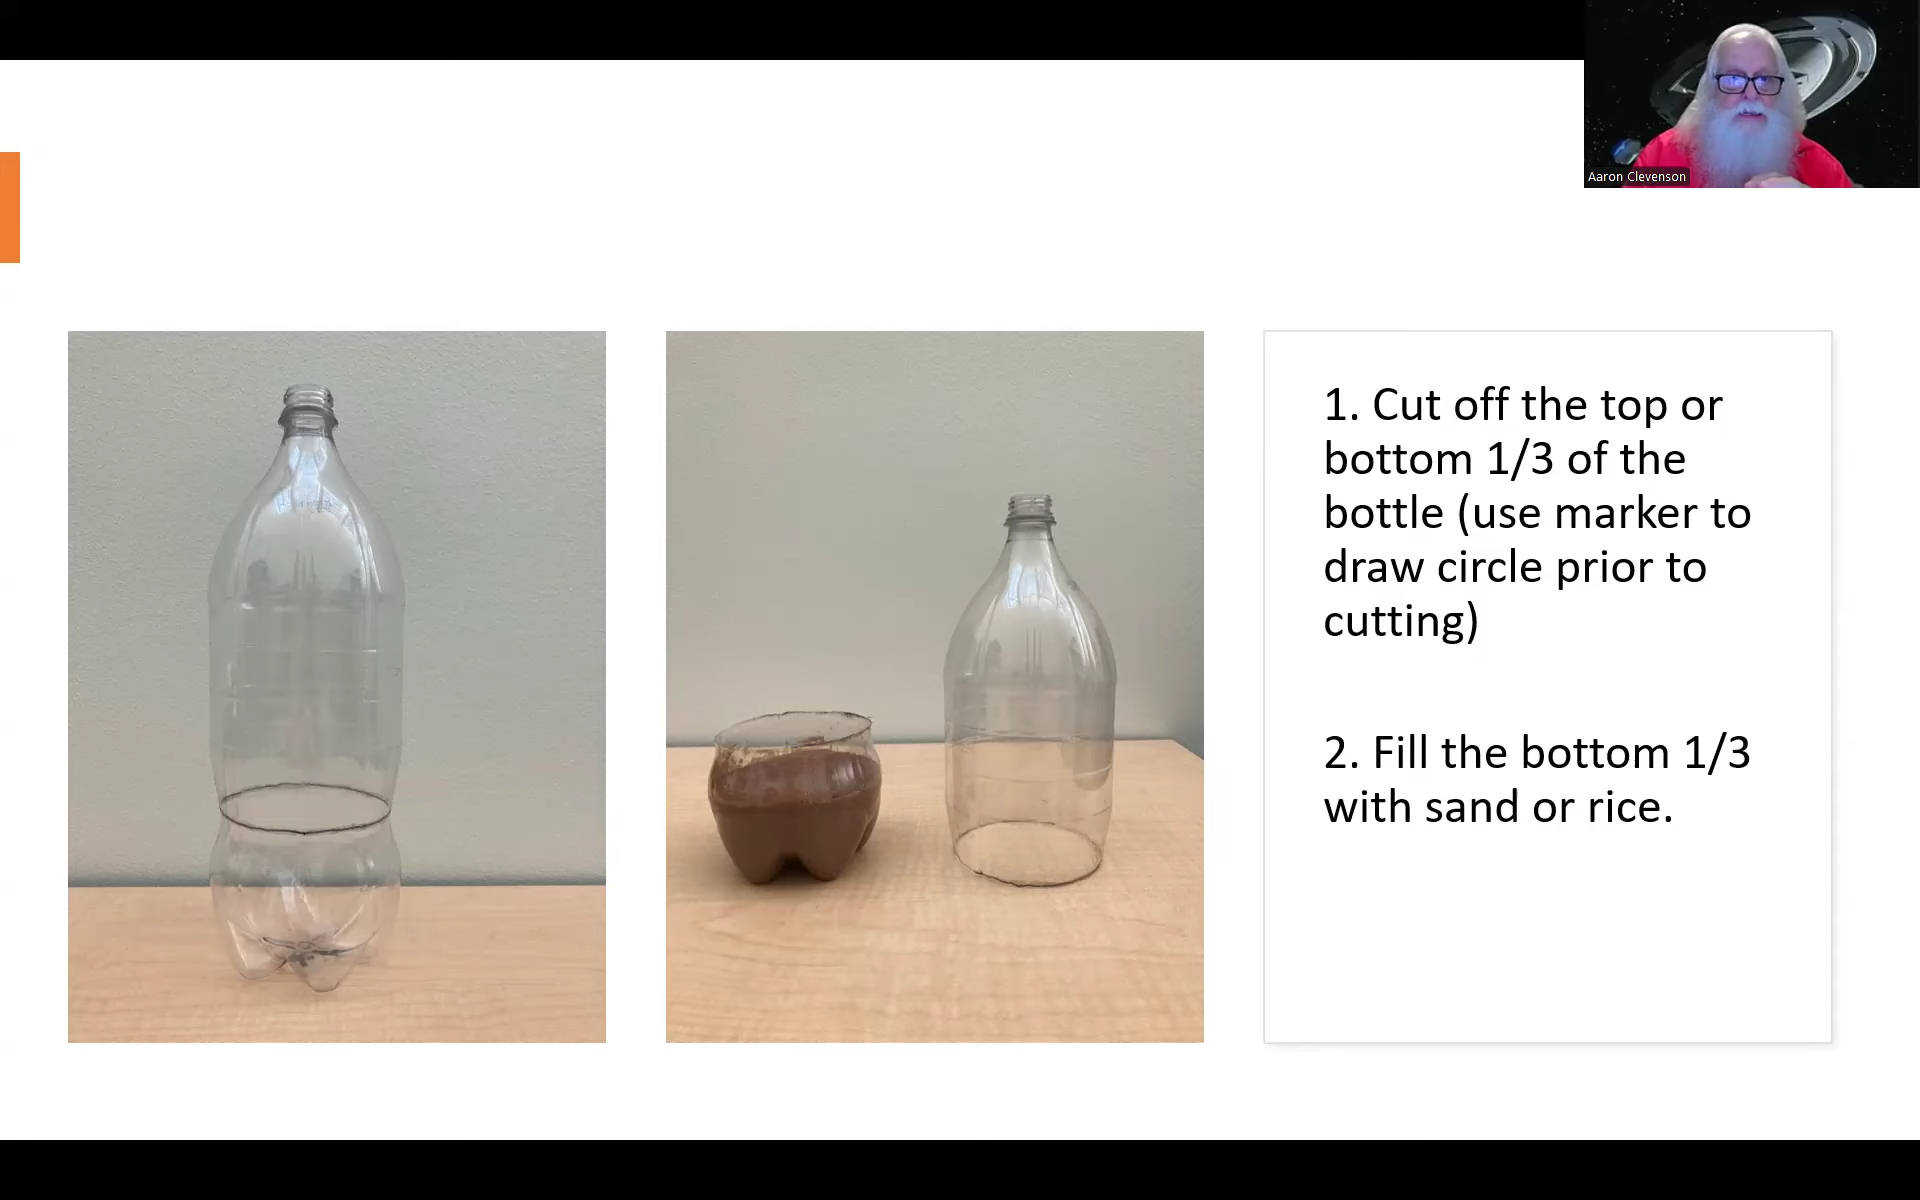 Aaron Clevenson
1. Cut off the top or
bottom 1/3 of the
bottle (use marker to
draw circle prior to
cutting)
2. Fill the bottom 1/3
with sand or rice.